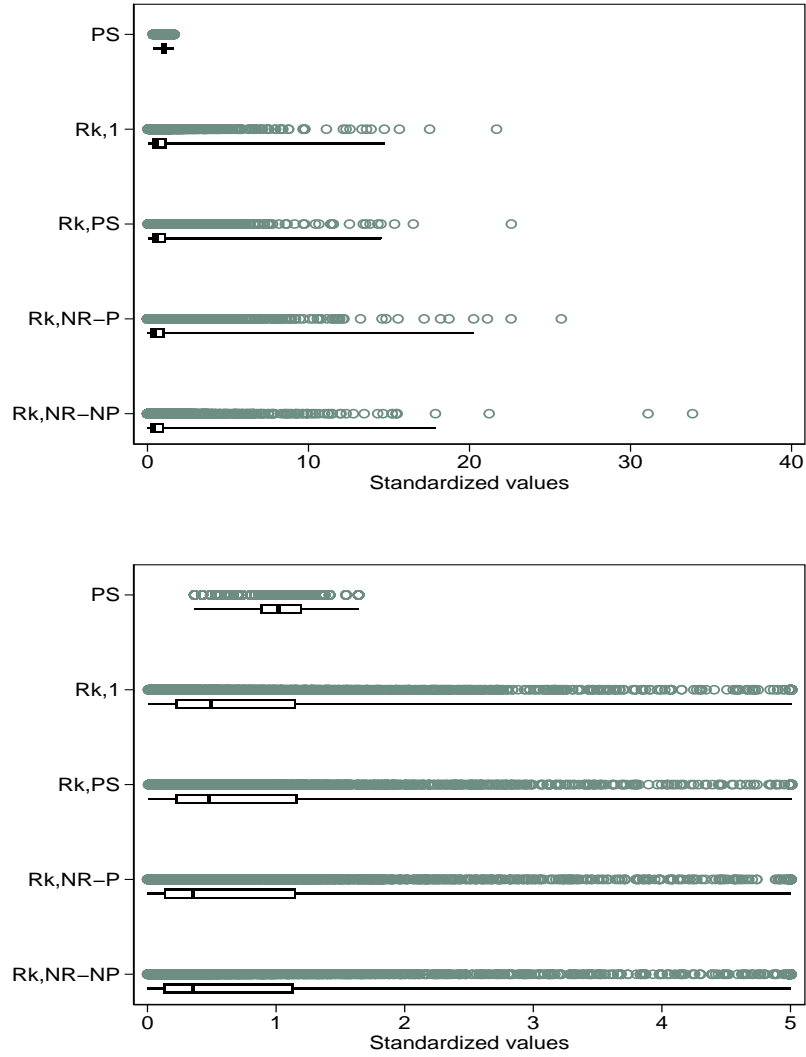 PS
Rk,1
Rk,PS
Rk,NR−P
Rk,NR−NP
0 10 20 30 40
Standardized values
PS
Rk,1
Rk,PS
Rk,NR−P
Rk,NR−NP
0 1 2 3 4 5
Standardized values